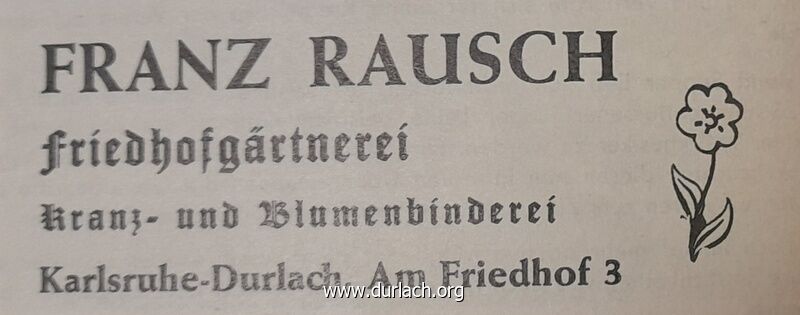 FRANZ RAUSCH
Friedhofgärtnerei
Kranz- und Blumenbinderei
Karlsruhe-Durlach, Am Friedhof 3
www.durlach.org